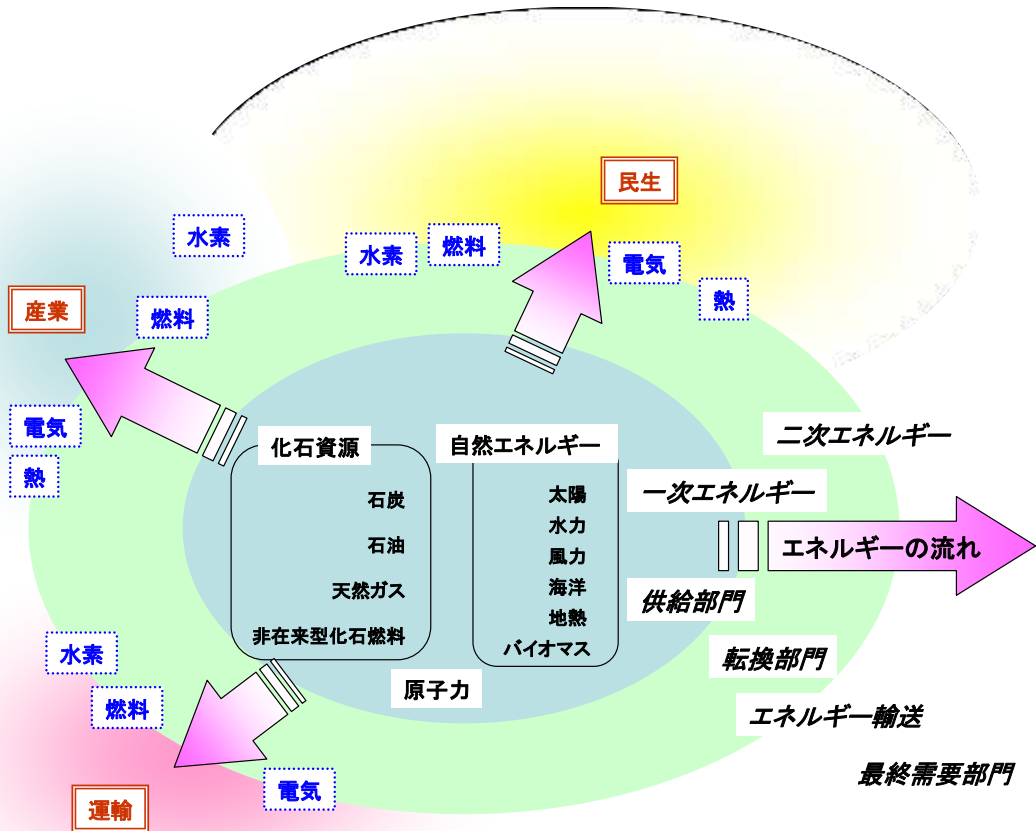 民生
水素
水素
燃料
電気
熱
産業
燃料
電気
熱
二次エネルギー
化石資源
石炭
石油
天然ガス
非在来型化石燃料
自然エネルギー
太陽
水力
風力
海洋
地熱
バイオマス
原子力
一次エネルギー
エネルギーの流れ
供給部門
転換部門
エネルギー輸送
最終需要部門
水素
燃料
電気
運輸